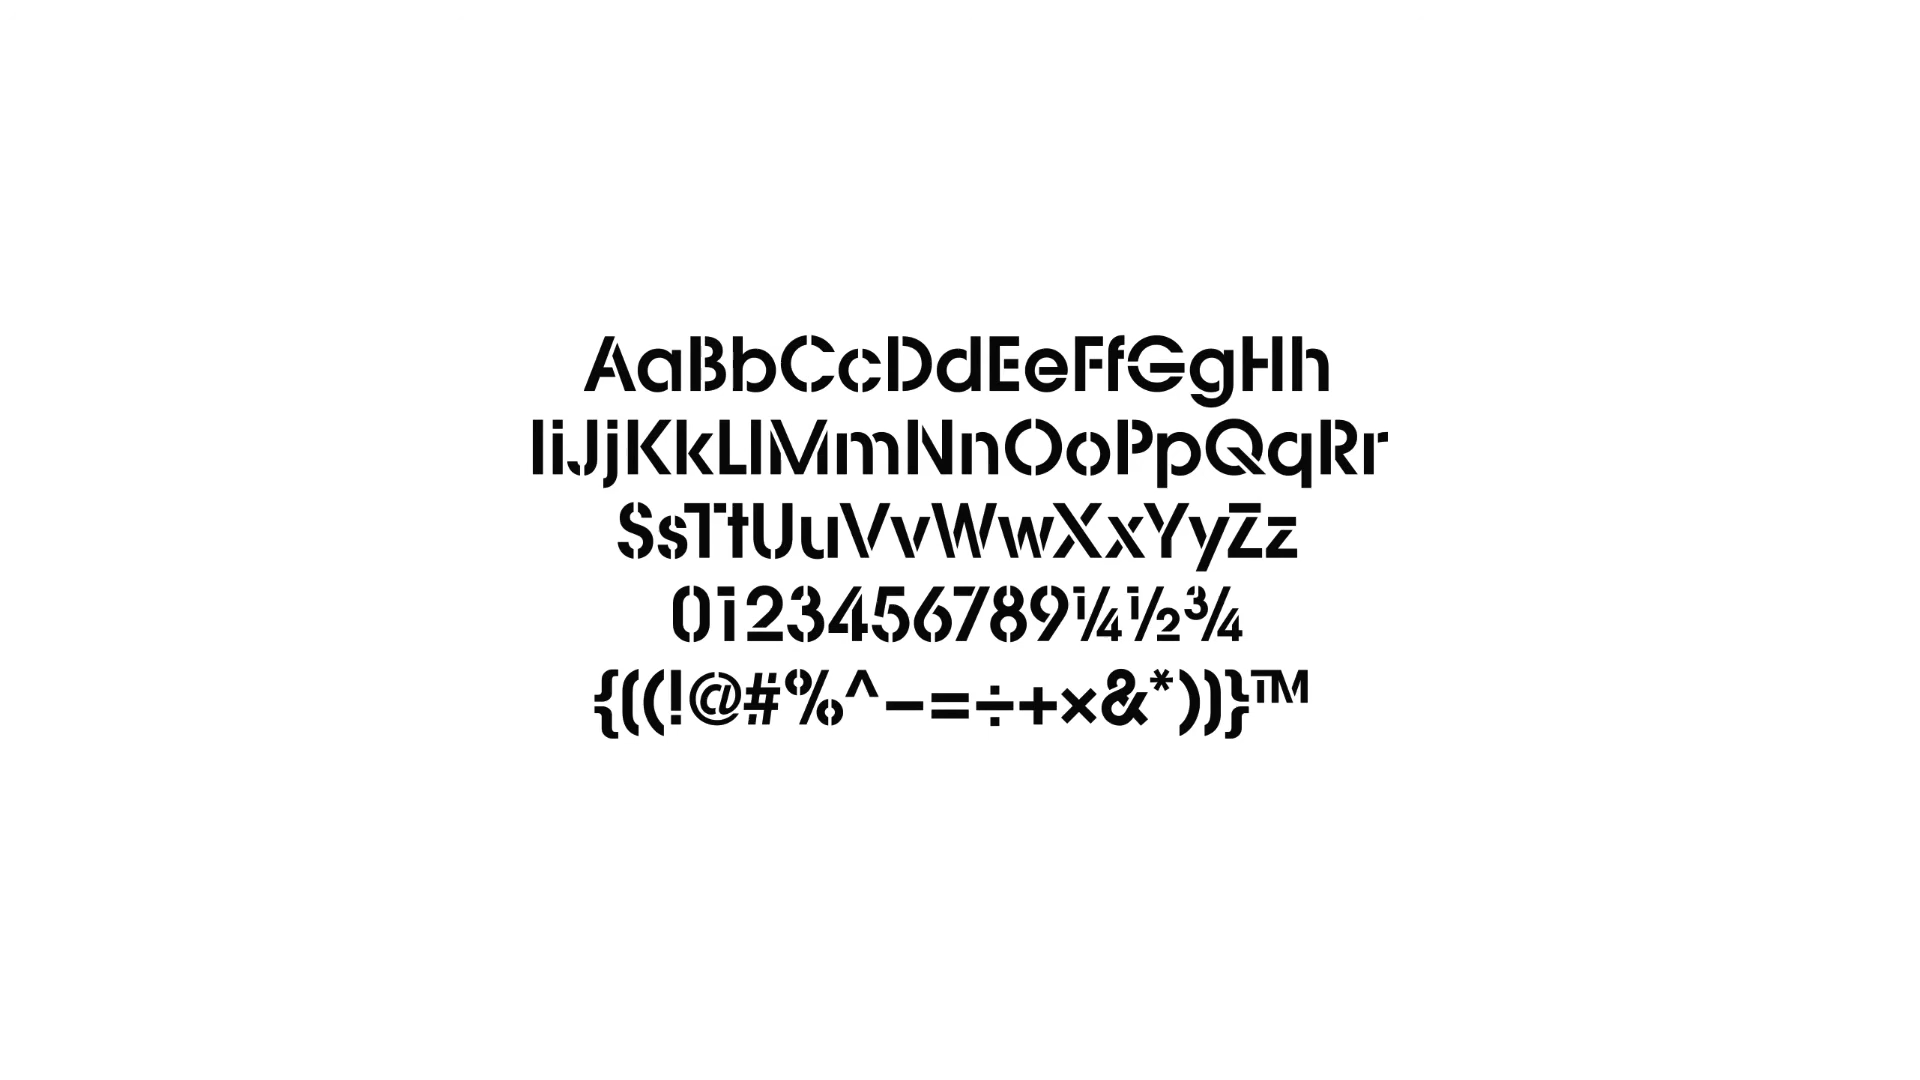 AaBbCcDdEeFfGgHh
IiJjKkLlMmNnOoPpQqRr
SsTtUuVvWwXxYyZz
0123456789¼½¾
{((!@#%^–=÷+×&*))}™